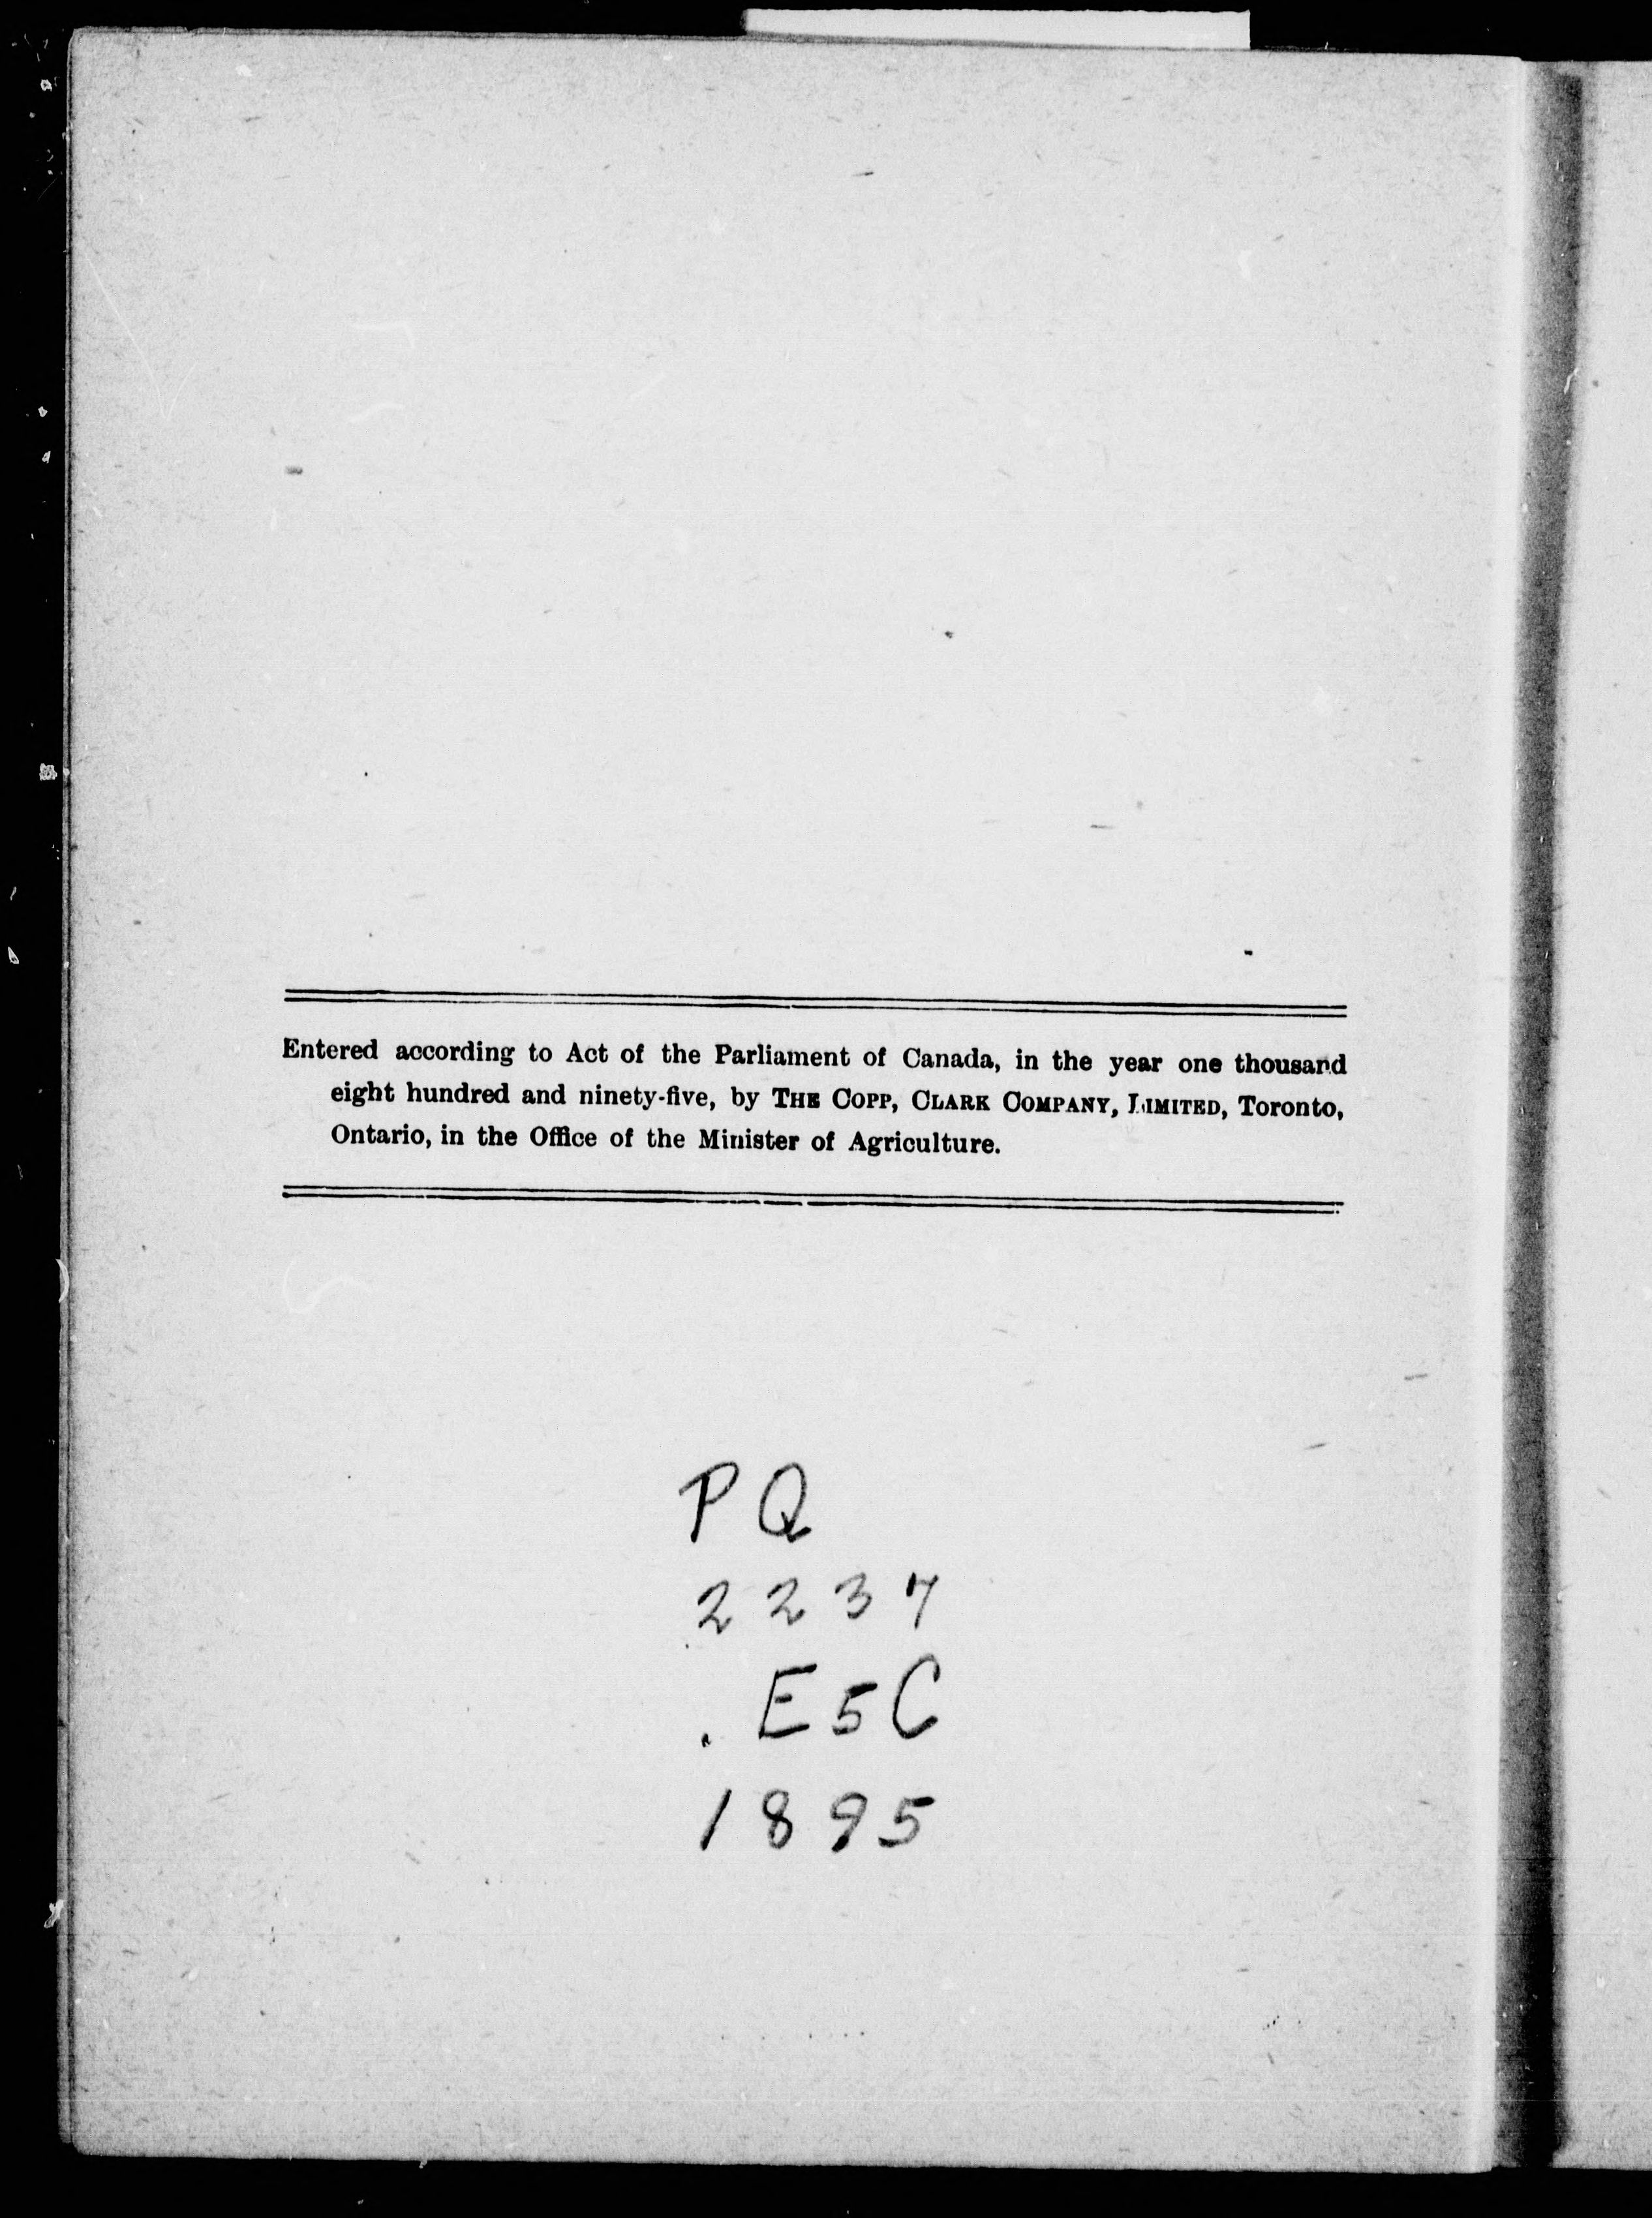 Entered according to Act of the Parliament of Canada, in the year one thousand
eight hundred and ninety-five, by THE COPP, CLARK COMPANY, LIMITED, Toronto,
Ontario, in the Office of the Minister of Agriculture.
PQ
2237
.E5C
1895